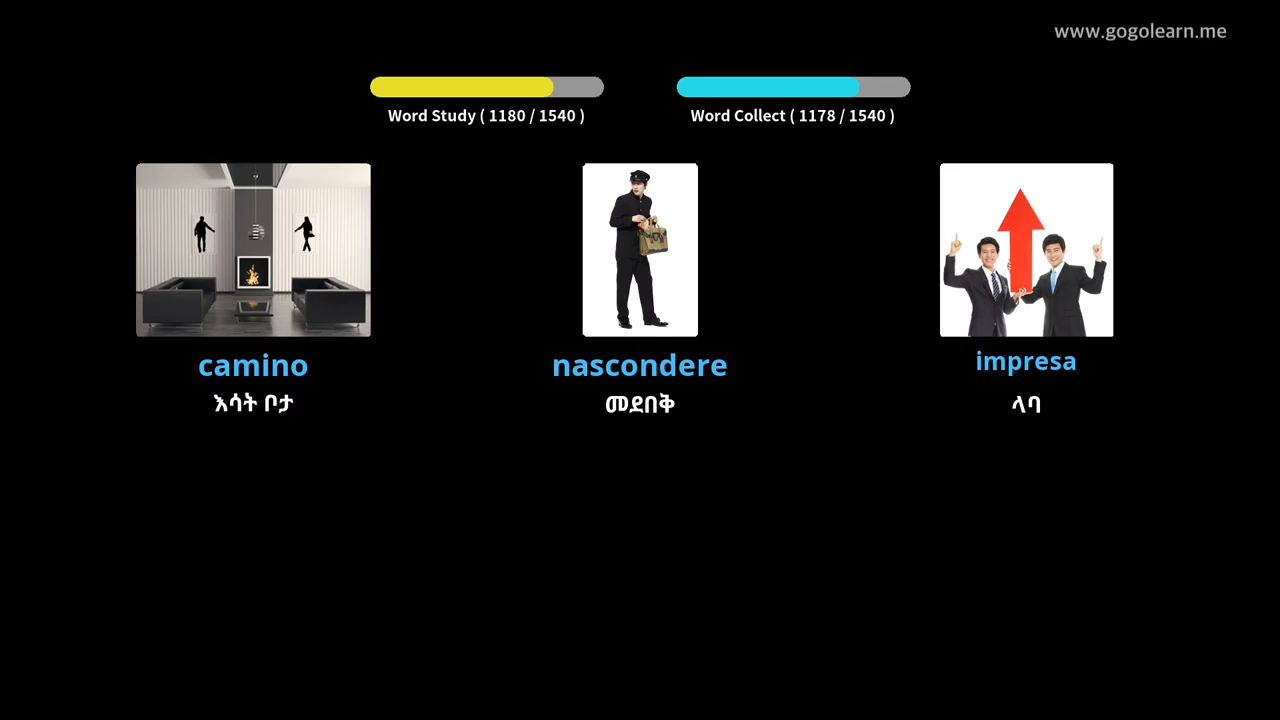 www.gogolearn.me
Word Study ( 1180 / 1540 )
Word Collect ( 1178 / 1540 )
camino
እሳት ቦታ
nascondere
መደበቅ
impresa
ላባ